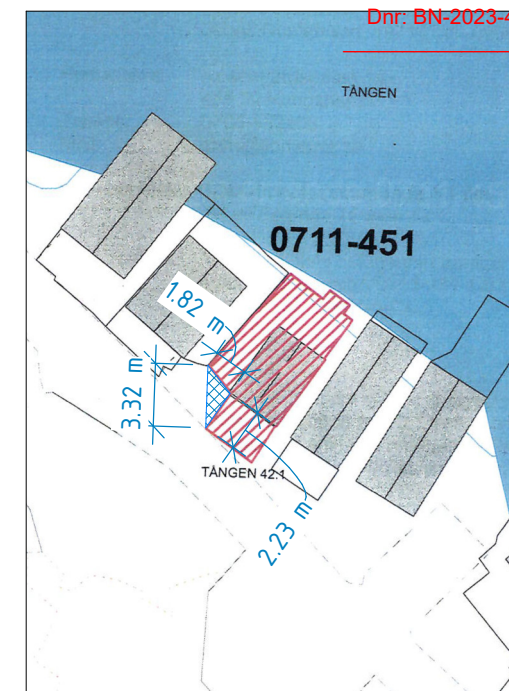 Dnr: BN-2023-4
TÅNGEN
0711-451
1.82 m
3.32 m
TÅNGEN 42:1
2.23 m